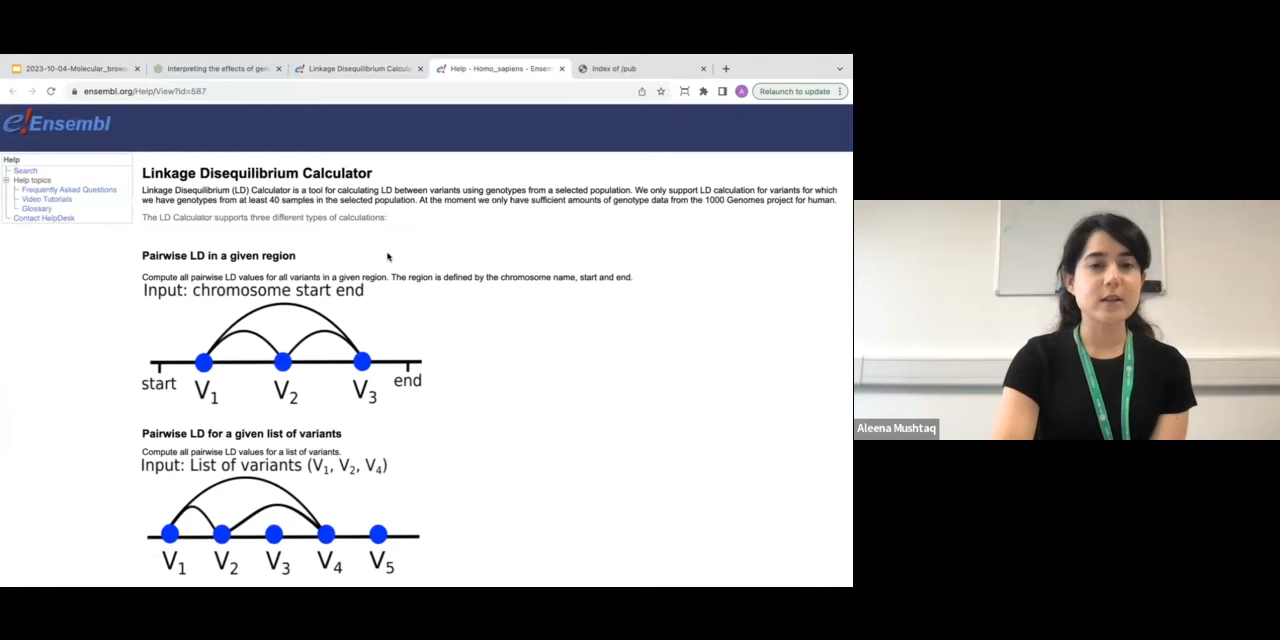 2023-10-04-Molecular_brows
Interpreting the effects of gen
Linkage Disequilibrium Calcula
Help - Homo_sapiens - Ensem
Index of /pub
ensembl.org/Help/View?id=587
A
Relaunch to update
e!Ensembl
Help
Search
Help topics
Frequently Asked Questions
Video Tutorials
Glossary
Contact HelpDesk
Linkage Disequilibrium Calculator
Linkage Disequilibrium (LD) Calculator is a tool for calculating LD between variants using genotypes from a selected population. We only support LD calculation for variants for which
we have genotypes from at least 40 samples in the selected population. At the moment we only have sufficient amounts of genotype data from the 1000 Genomes project for human.
The LD Calculator supports three different types of calculations:
Pairwise LD in a given region
Compute all pairwise LD values for all variants in a given region. The region is defined by the chromosome name, start and end.
Input: chromosome start end
start V1 V2 V3 end
Pairwise LD for a given list of variants
Compute all pairwise LD values for a list of variants.
Input: List of variants (V1, V2, V4)
V1 V2 V3 V4 V5
Aleena Mushtaq